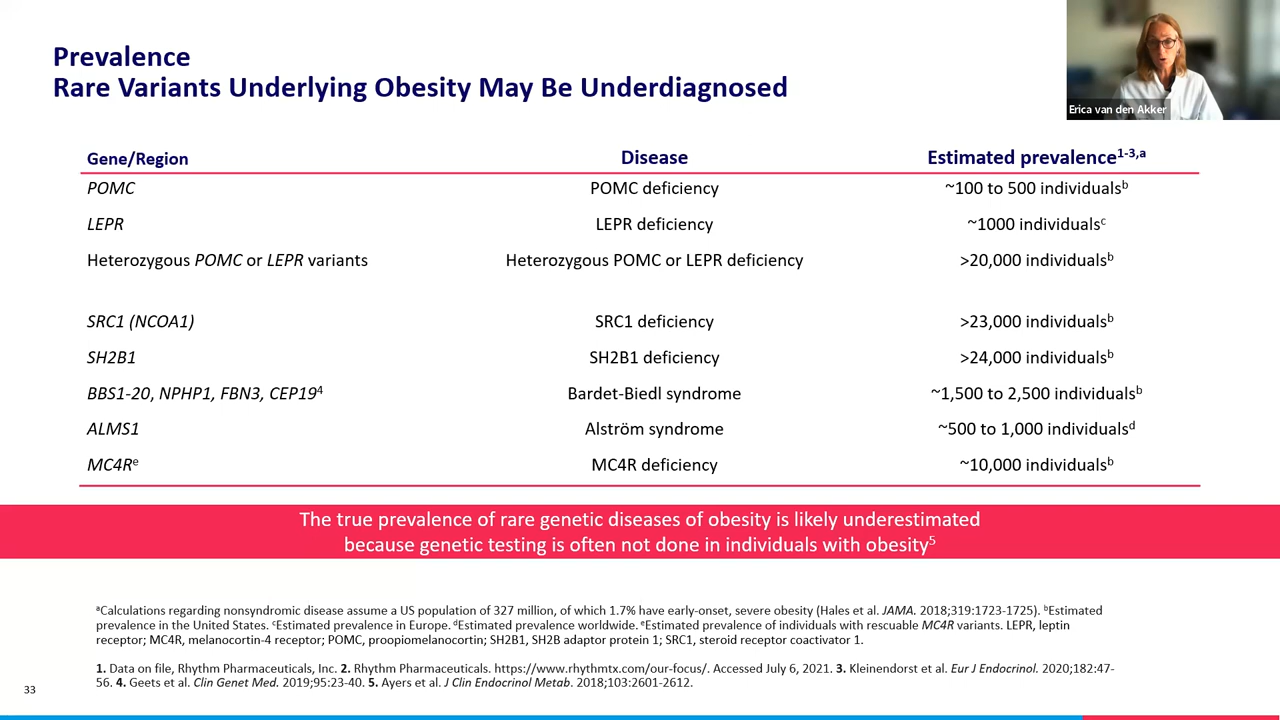 Prevalence
Rare Variants Underlying Obesity May Be Underdiagnosed
Erica van den Akker
Gene/Region Disease Estimated prevalence1-3,a
POMC POMC deficiency ~100 to 500 individualsb
LEPR LEPR deficiency ~1000 individualsc
Heterozygous POMC or LEPR variants Heterozygous POMC or LEPR deficiency >20,000 individualsb
SRC1 (NCOA1) SRC1 deficiency >23,000 individualsb
SH2B1 SH2B1 deficiency >24,000 individualsb
BBS1-20, NPHP1, FBN3, CEP194 Bardet-Biedl syndrome ~1,500 to 2,500 individualsb
ALMS1 Alström syndrome ~500 to 1,000 individualsd
MC4Re MC4R deficiency ~10,000 individualsb
The true prevalence of rare genetic diseases of obesity is likely underestimated
because genetic testing is often not done in individuals with obesity5
aCalculations regarding nonsyndromic disease assume a US population of 327 million, of which 1.7% have early-onset, severe obesity (Hales et al. JAMA. 2018;319:1723-1725). bEstimated
prevalence in the United States. cEstimated prevalence in Europe. dEstimated prevalence worldwide. eEstimated prevalence of individuals with rescuable MC4R variants. LEPR, leptin
receptor; MC4R, melanocortin-4 receptor; POMC, proopiomelanocortin; SH2B1, SH2B adaptor protein 1; SRC1, steroid receptor coactivator 1.
1. Data on file, Rhythm Pharmaceuticals, Inc. 2. Rhythm Pharmaceuticals. https://www.rhythmtx.com/our-focus/. Accessed July 6, 2021. 3. Kleinendorst et al. Eur J Endocrinol. 2020;182:47-
56. 4. Geets et al. Clin Genet Med. 2019;95:23-40. 5. Ayers et al. J Clin Endocrinol Metab. 2018;103:2601-2612.
33